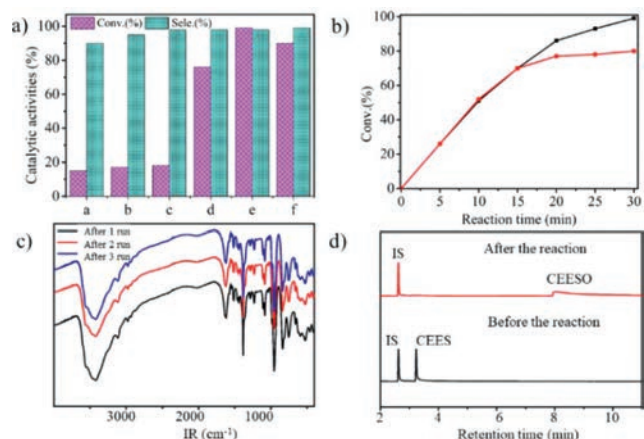 a)
Conv.(%) Sele.(%)
Catalytic activities (%)
100
80
60
40
20
0
a b c d e f
b)
Conv.(%)
100
80
60
40
20
0
0 5 10 15 20 25 30
Reaction time (min)
c)
After 1 run
After 2 run
After 3 run
3000 2000 1000
IR (cm⁻¹)
d)
After the reaction
IS
CEESO
Before the reaction
IS CEES
2 4 6 8 10
Retention time (min)